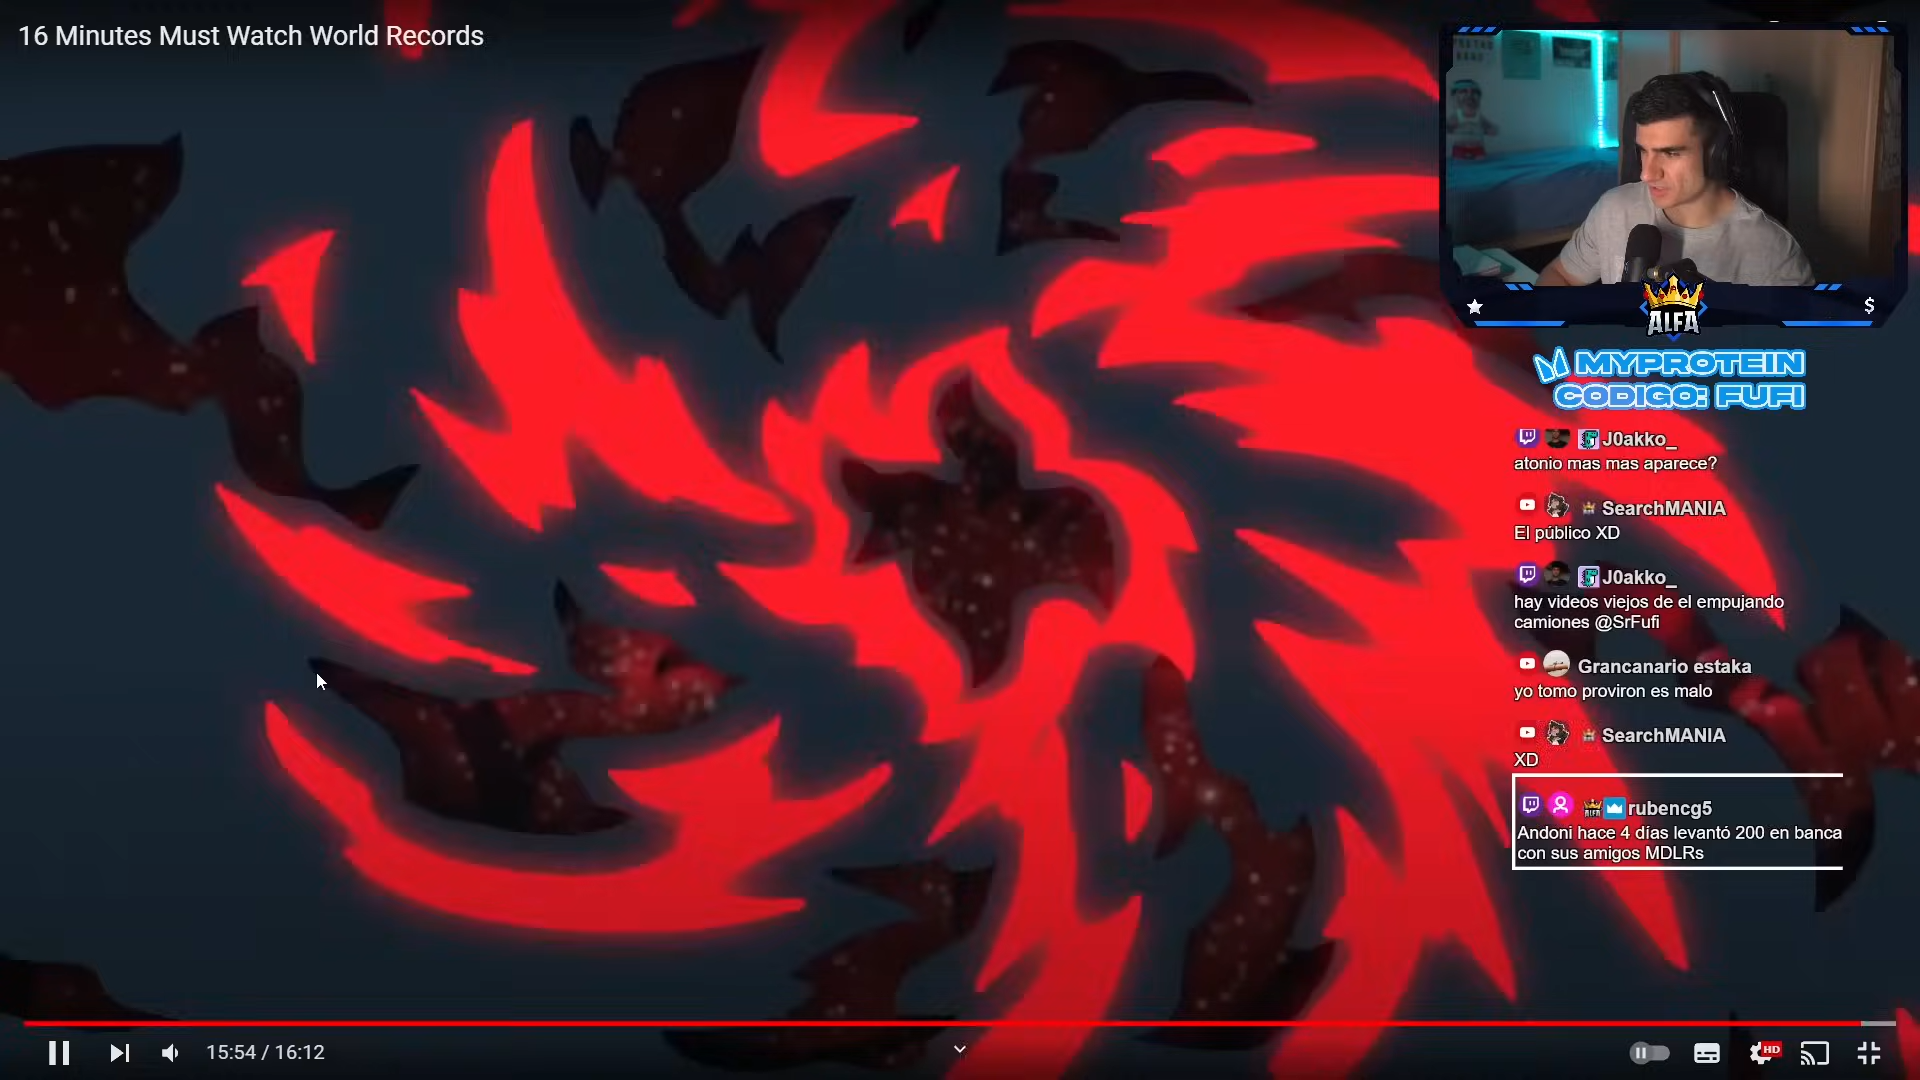 16 Minutes Must Watch World Records
ALFA
MYPROTEIN
CODIGO: FUFI
J0akko_
atonio mas mas aparece?
SearchMANIA
El público XD
J0akko_
hay videos viejos de el empujando
camiones @SrFufi
Grancanario estaka
yo tomo proviron es malo
SearchMANIA
XD
rubencg5
Andoni hace 4 días levantó 200 en banca
con sus amigos MDLRs
15:54 / 16:12
HD